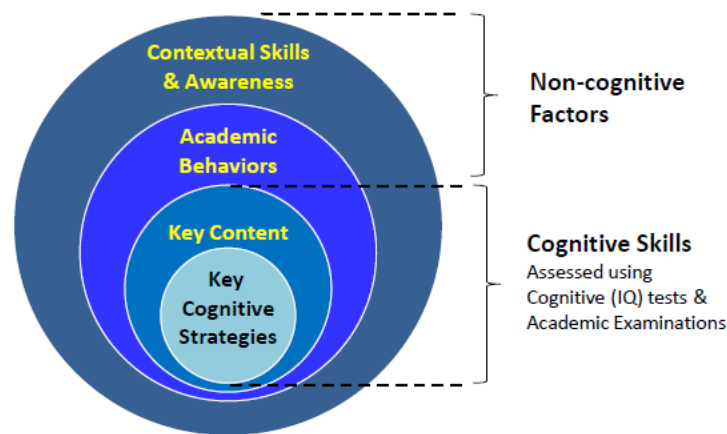 Contextual Skills
& Awareness
Academic
Behaviors
Key Content
Key
Cognitive
Strategies
Non-cognitive
Factors
Cognitive Skills
Assessed using
Cognitive (IQ) tests &
Academic Examinations